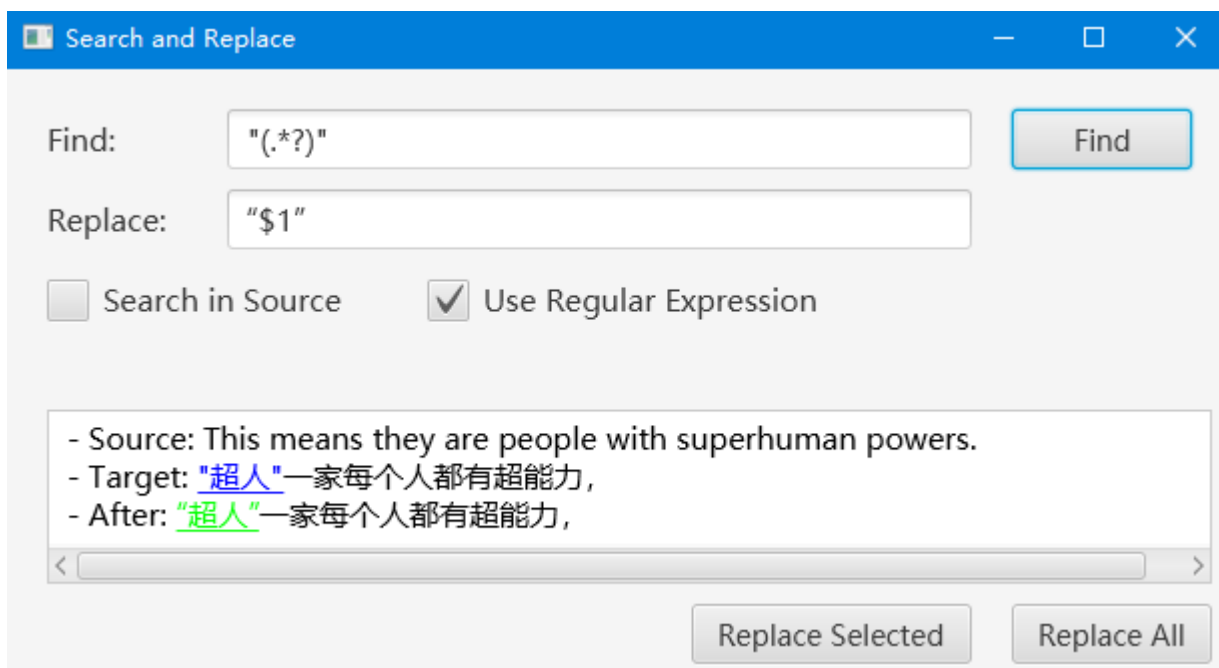 Search and Replace
Find: "(.*?)" Find
Replace: “$1”
Search in Source Use Regular Expression
- Source: This means they are people with superhuman powers.
- Target: "超人"一家每个人都有超能力，
- After: “超人”一家每个人都有超能力，
Replace Selected Replace All